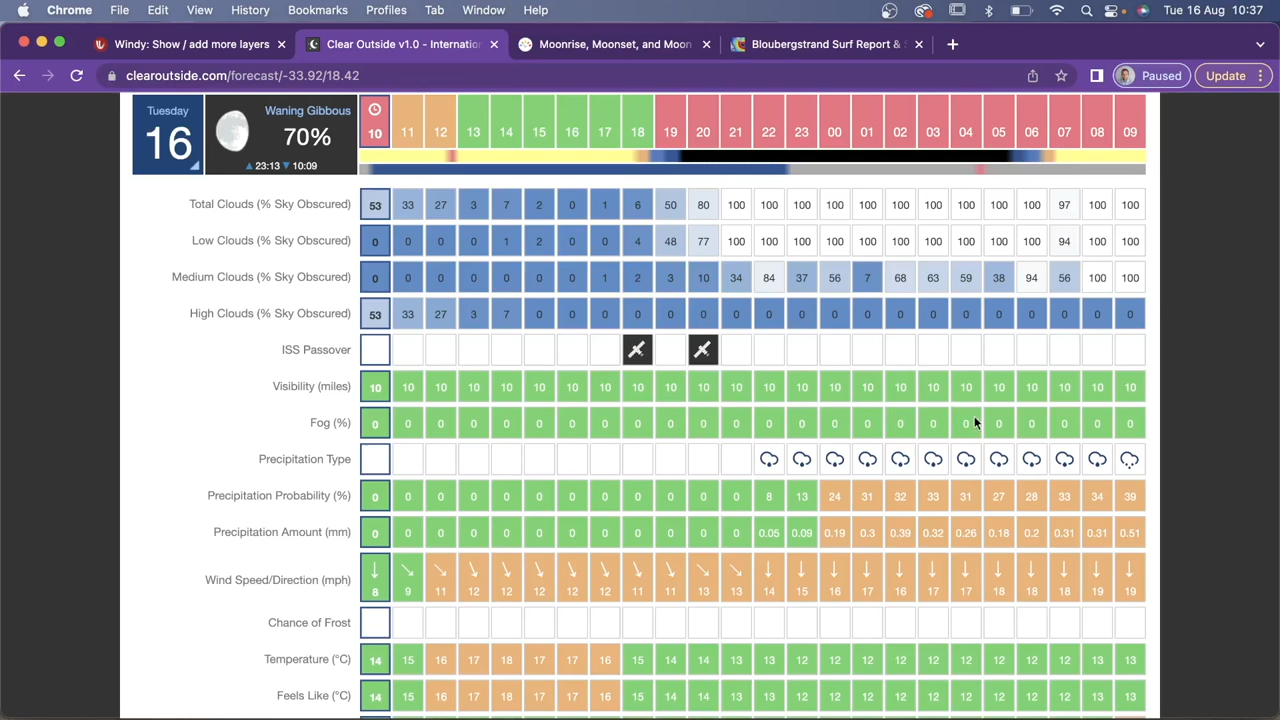 Chrome File Edit View History Bookmarks Profiles Tab Window Help Tue 16 Aug 10:37
Windy: Show / add more layers Clear Outside v1.0 - Internatio Moonrise, Moonset, and Moon Bloubergstrand Surf Report & S
clearoutside.com/forecast/-33.92/18.42 Paused Update
Tuesday Waning Gibbous
16 70% 10 11 12 13 14 15 16 17 18 19 20 21 22 23 00 01 02 03 04 05 06 07 08 09
23:13 10:09
Total Clouds (% Sky Obscured) 53 33 27 3 7 2 0 1 6 50 80 100 100 100 100 100 100 100 100 100 100 97 100 100
Low Clouds (% Sky Obscured) 0 0 0 0 1 2 0 0 4 48 77 100 100 100 100 100 100 100 100 100 100 94 100 100
Medium Clouds (% Sky Obscured) 0 0 0 0 0 0 0 1 2 3 10 34 84 37 56 7 68 63 59 38 94 56 100 100
High Clouds (% Sky Obscured) 53 33 27 3 7 0 0 0 0 0 0 0 0 0 0 0 0 0 0 0 0 0 0 0
ISS Passover
Visibility (miles) 10 10 10 10 10 10 10 10 10 10 10 10 10 10 10 10 10 10 10 10 10 10 10 10
Fog (%) 0 0 0 0 0 0 0 0 0 0 0 0 0 0 0 0 0 0 0 0 0 0 0 0
Precipitation Type
Precipitation Probability (%) 0 0 0 0 0 0 0 0 0 0 0 0 8 13 24 31 32 33 31 27 28 33 34 39
Precipitation Amount (mm) 0 0 0 0 0 0 0 0 0 0 0 0 0.05 0.09 0.19 0.3 0.39 0.32 0.26 0.18 0.2 0.31 0.31 0.51
Wind Speed/Direction (mph) 8 9 11 12 12 12 12 12 11 11 13 13 14 15 16 17 16 17 17 18 18 18 19 19
Chance of Frost
Temperature (°C) 14 15 16 17 18 17 17 16 15 14 14 13 13 12 12 12 12 12 12 12 12 12 13 13
Feels Like (°C) 14 15 16 17 18 17 17 16 15 14 14 13 13 12 12 12 12 12 12 12 12 12 13 13